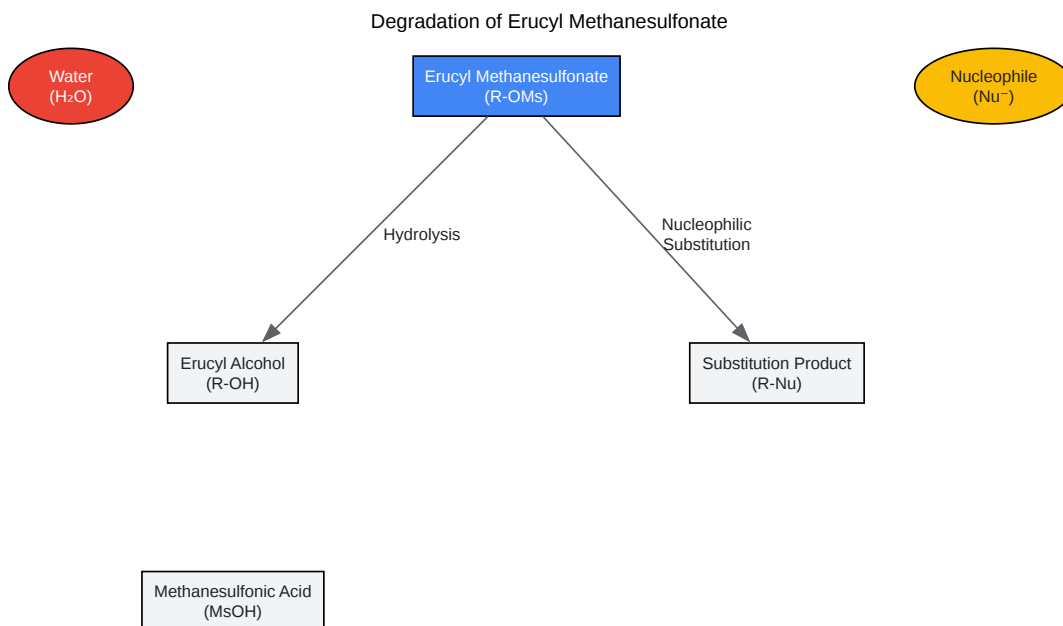 Degradation of Erucyl Methanesulfonate
Water
(H₂O)
Erucyl Methanesulfonate
(R-OMs)
Nucleophile
(Nu⁻)
Hydrolysis
Nucleophilic
Substitution
Erucyl Alcohol
(R-OH)
Substitution Product
(R-Nu)
Methanesulfonic Acid
(MsOH)